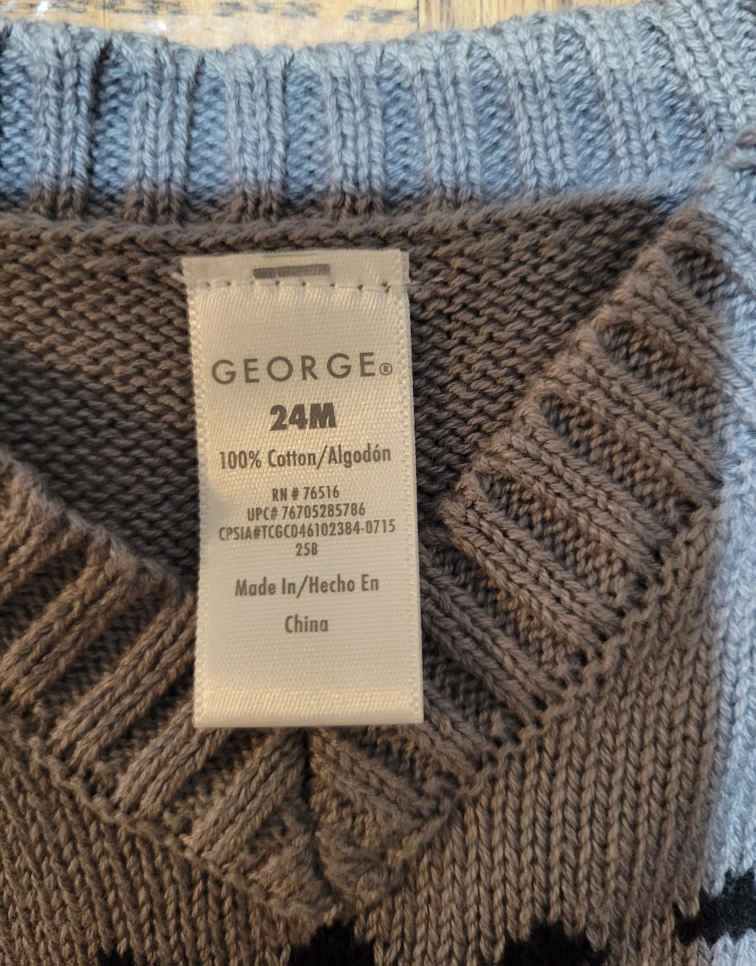 GEORGE®
24M
100% Cotton/Algodón
RN # 76516
UPC# 76705285786
CPSIA#TCGC046102384-0715
25B
Made In/Hecho En
China